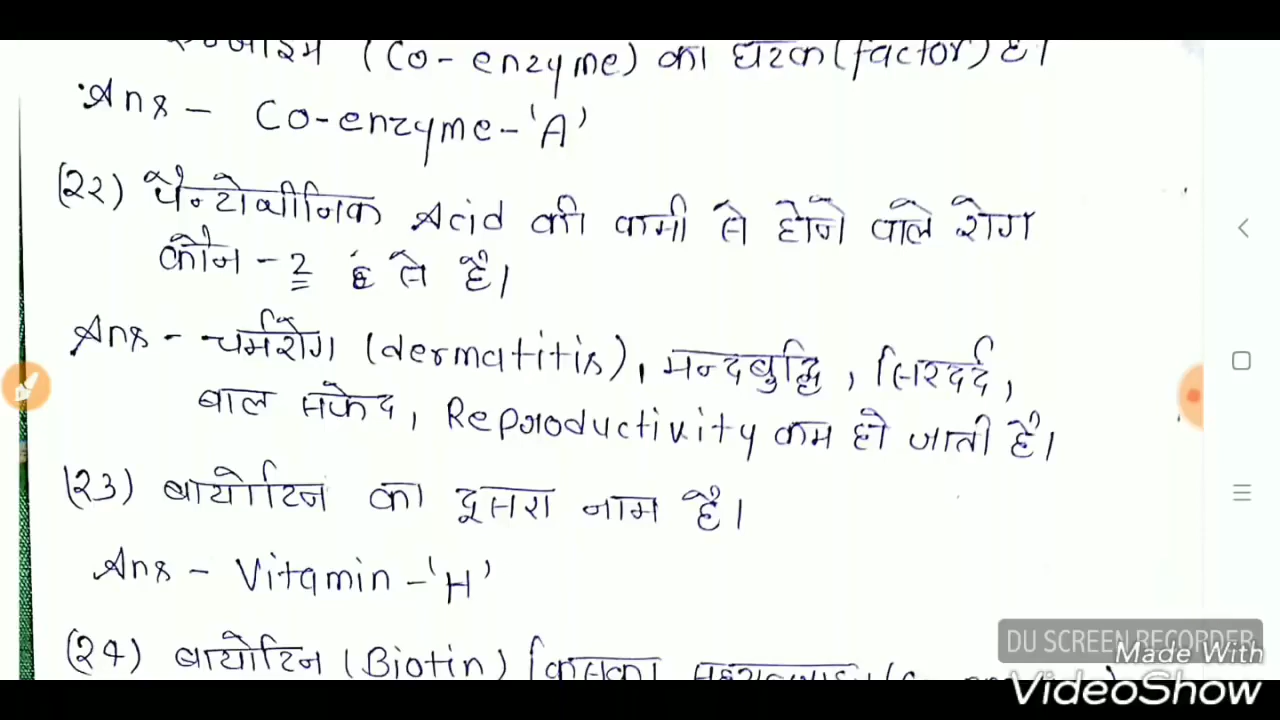 (Co-enzyme) का घटक (factor) है।
Ans - Co-enzyme-'A'
(22) पैन्टोथीनिक Acid की कमी से होने वाले रोग
कौन-2 से है।
Ans - चर्मरोग (dermatitis), मन्दबुद्धि, सिरदर्द,
बाल सफेद, Reproductivity कम हो जाती है।
(23) बायोटिन का दूसरा नाम है।
Ans - Vitamin-'H'
(24) बायोटिन (Biotin) किसका
DU SCREEN RECORDER
Made With
VideoShow